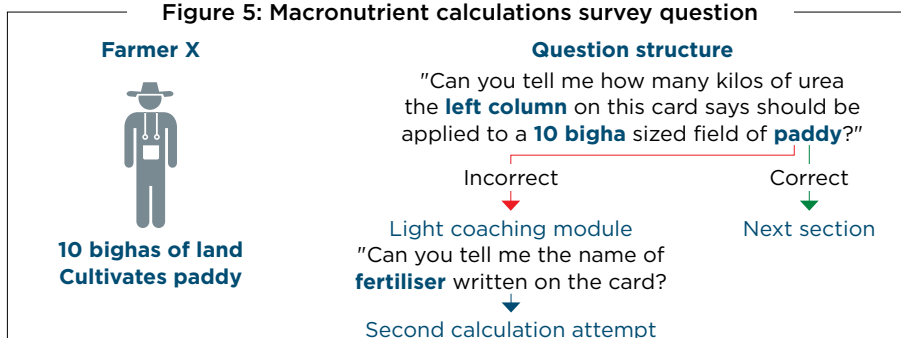 Figure 5: Macronutrient calculations survey question
Farmer X
10 bighas of land
Cultivates paddy
Question structure
"Can you tell me how many kilos of urea
the left column on this card says should be
applied to a 10 bigha sized field of paddy?"
Incorrect
Correct
Light coaching module
Next section
"Can you tell me the name of
fertiliser written on the card?
Second calculation attempt